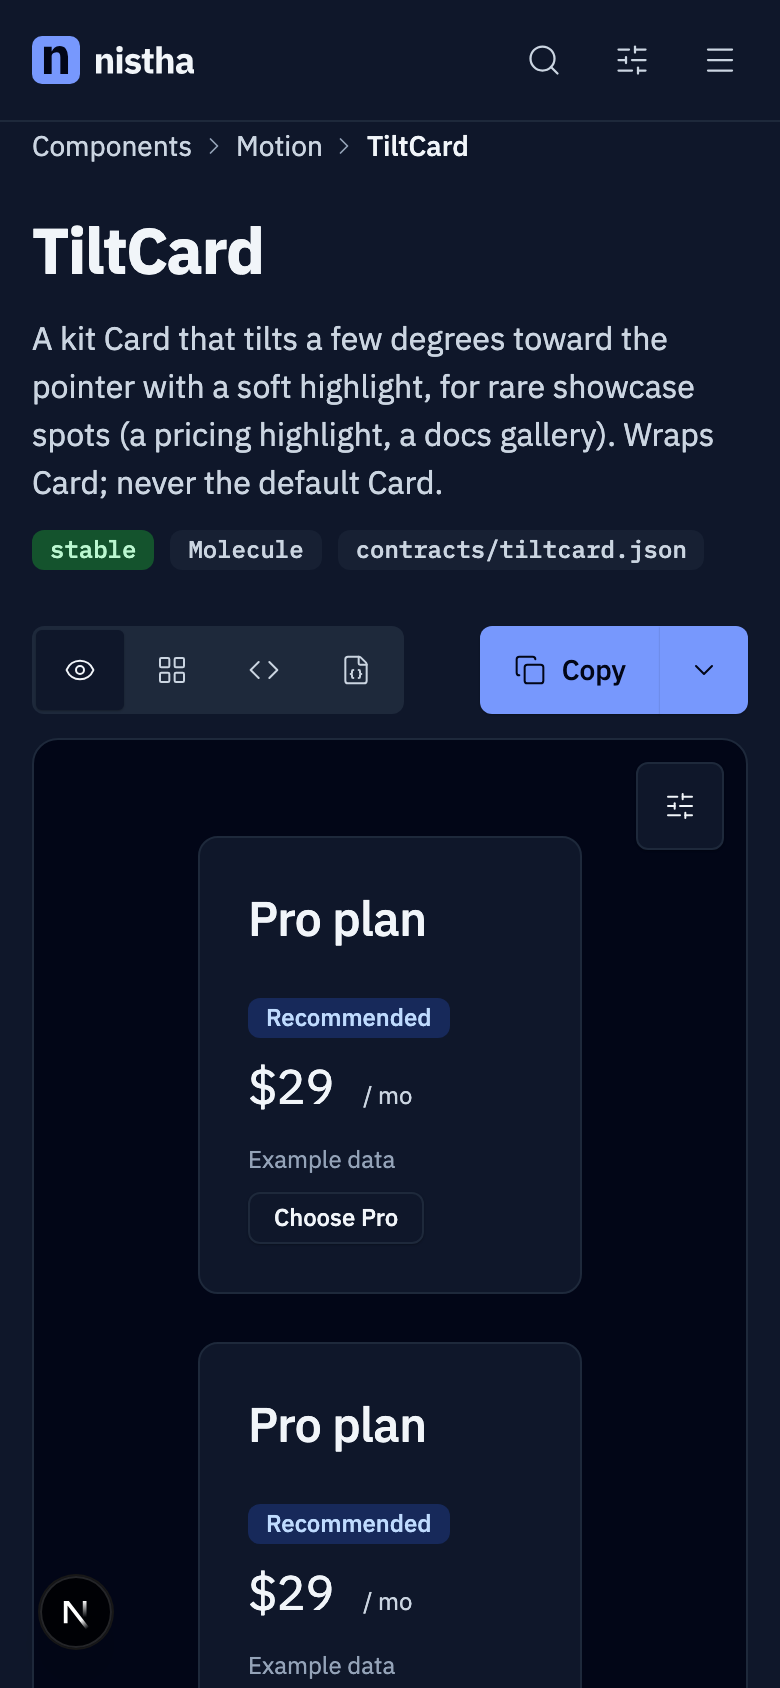 n nistha
Components > Motion > TiltCard
TiltCard
A kit Card that tilts a few degrees toward the
pointer with a soft highlight, for rare showcase
spots (a pricing highlight, a docs gallery). Wraps
Card; never the default Card.
stable Molecule contracts/tiltcard.json
Copy
Pro plan
Recommended
$29 / mo
Example data
Choose Pro
Pro plan
Recommended
$29 / mo
N
Example data